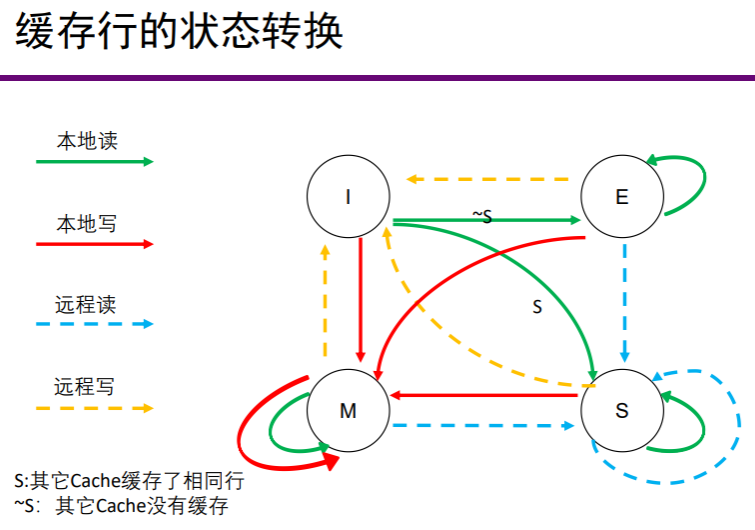 缓存行的状态转换
本地读
本地写
远程读
远程写
I
E
~S
S
M
S
S:其它Cache缓存了相同行
~S: 其它Cache没有缓存